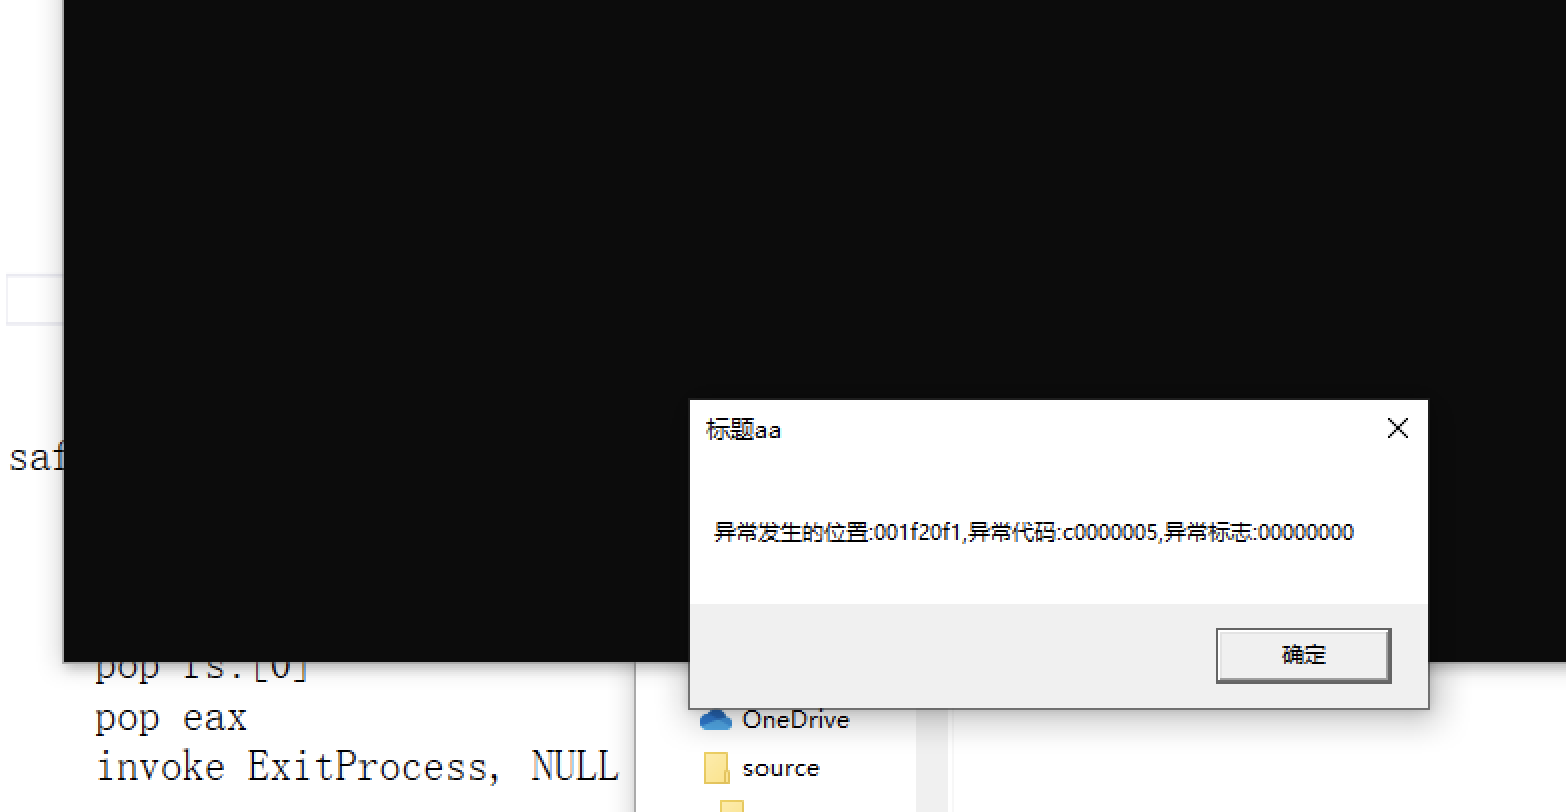 标题aa
saf
异常发生的位置:001f20f1,异常代码:c0000005,异常标志:00000000
确定
pop fs:[0]
pop eax
OneDrive
invoke ExitProcess, NULL
source